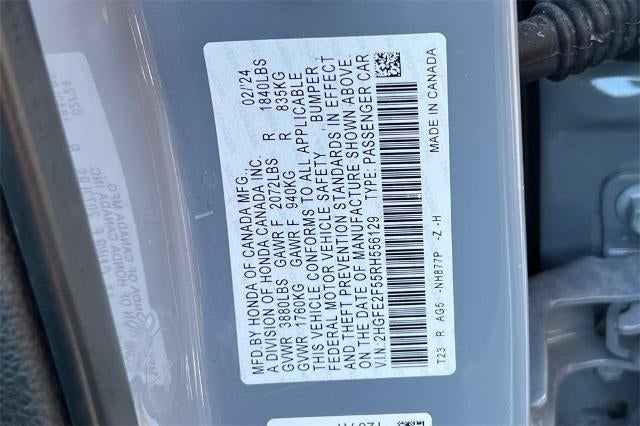 MFD.BY HONDA OF CANADA MFG., 02/'24
A DIVISION OF HONDA CANADA INC.
GVWR 3880LBS GAWR F 2072LBS R 1840LBS
GVWR 1760KG GAWR F 940KG R 835KG
THIS VEHICLE CONFORMS TO ALL APPLICABLE
FEDERAL MOTOR VEHICLE SAFETY, BUMPER,
AND THEFT PREVENTION STANDARDS IN EFFECT
ON THE DATE OF MANUFACTURE SHOWN ABOVE.
V.I.N.:2HGFE2F55RH556129 TYPE: PASSENGER CAR
T23 R AG5 -NH877P -Z -H MADE IN CANADA